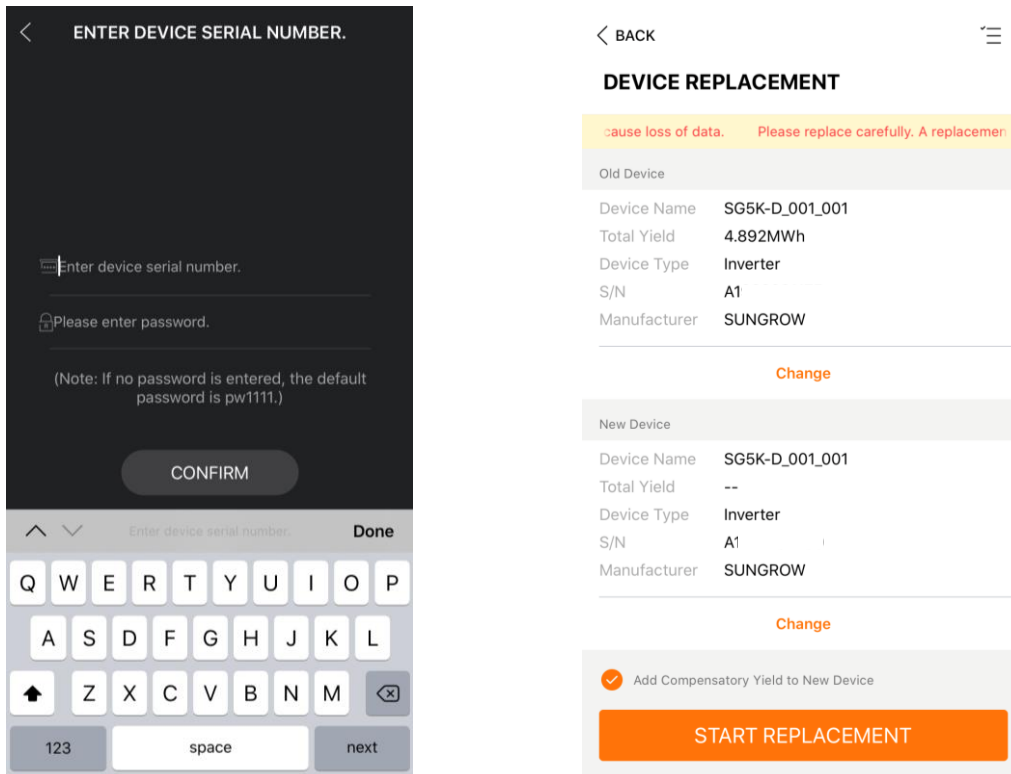 ENTER DEVICE SERIAL NUMBER.
Enter device serial number.
Please enter password.
(Note: If no password is entered, the default
password is pw1111.)
CONFIRM
Enter device serial number.
Done
Q W E R T Y U I O P
A S D F G H J K L
Z X C V B N M
123 space next
BACK
DEVICE REPLACEMENT
cause loss of data. Please replace carefully. A replacemen
Old Device
Device Name SG5K-D_001_001
Total Yield 4.892MWh
Device Type Inverter
S/N A1
Manufacturer SUNGROW
Change
New Device
Device Name SG5K-D_001_001
Total Yield --
Device Type Inverter
S/N A1
Manufacturer SUNGROW
Change
Add Compensatory Yield to New Device
START REPLACEMENT